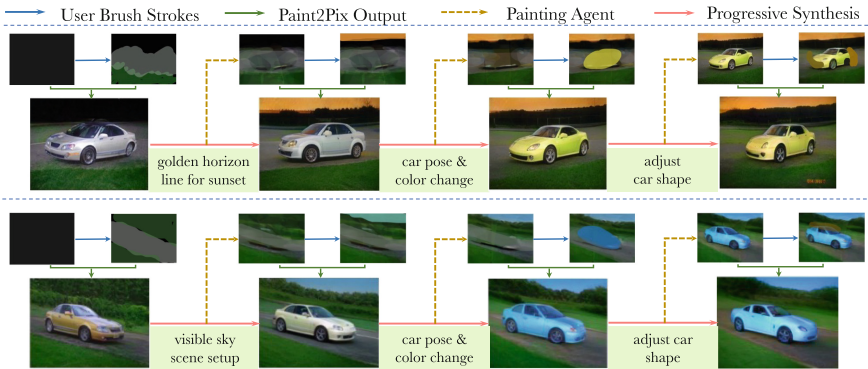 User Brush Strokes Paint2Pix Output Painting Agent Progressive Synthesis
golden horizon
line for sunset
car pose &
color change
adjust
car shape
visible sky
scene setup
car pose &
color change
adjust car
shape